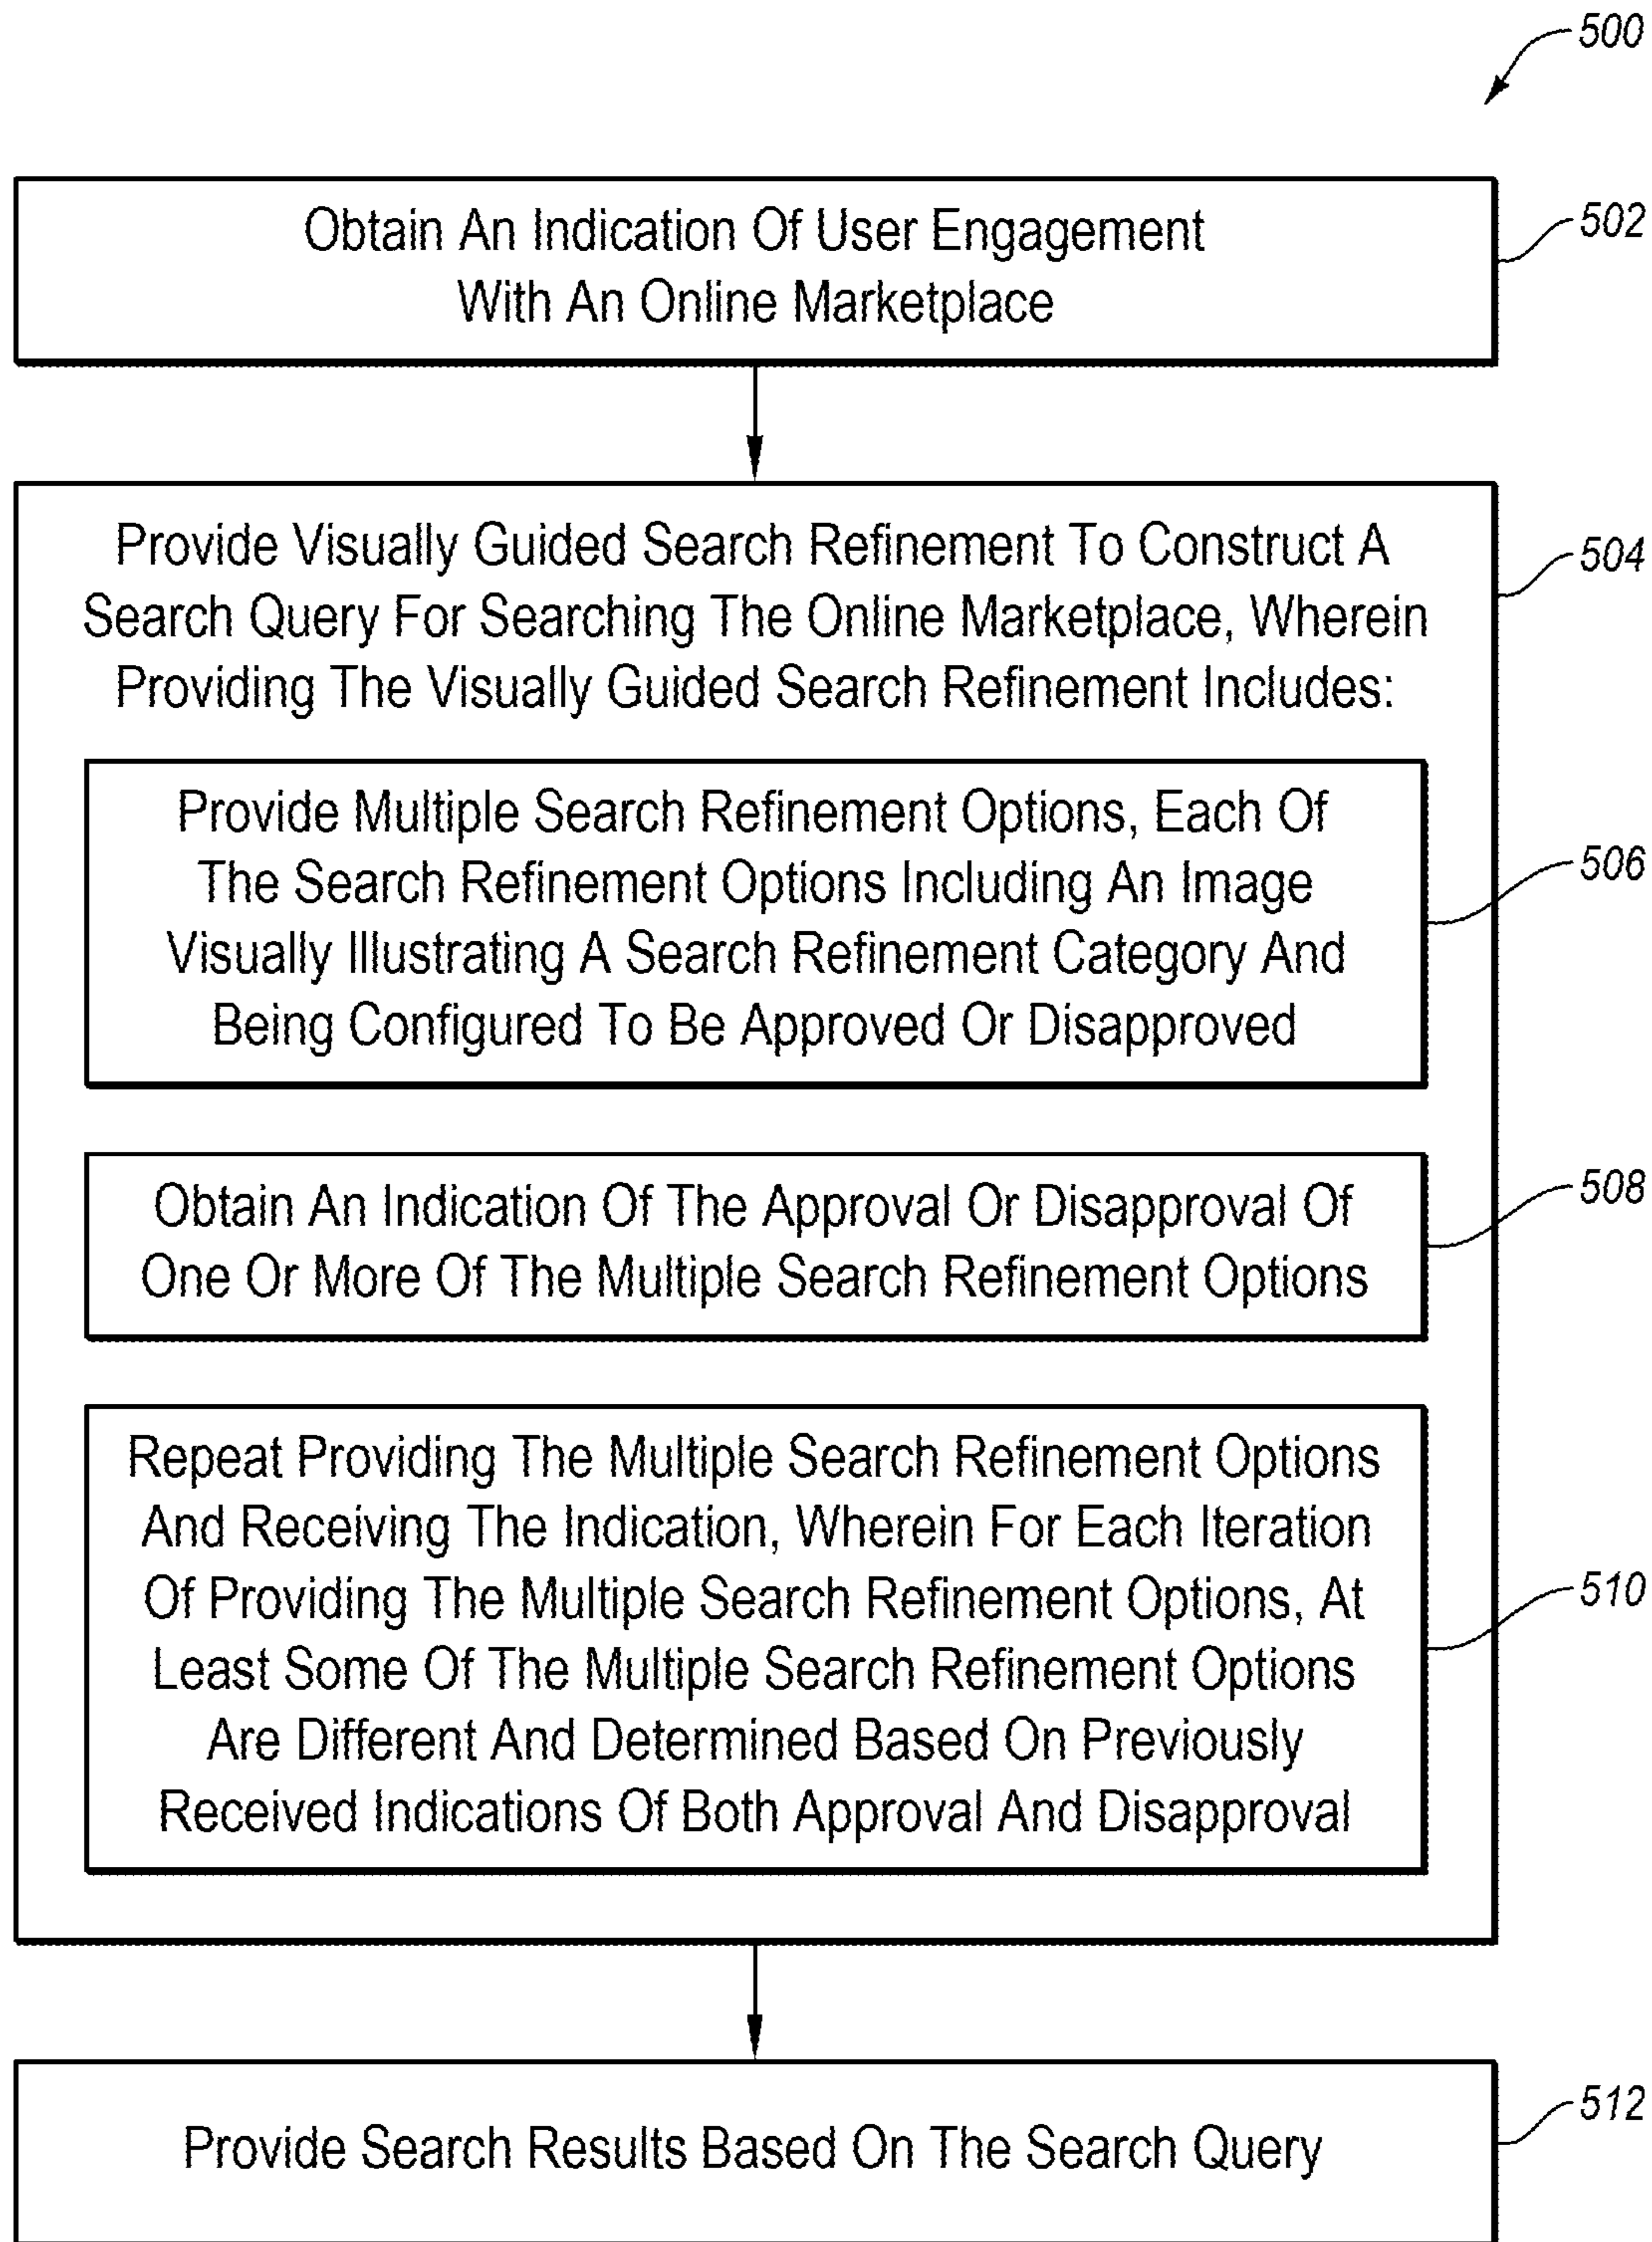 500
Obtain An Indication Of User Engagement
With An Online Marketplace
502
Provide Visually Guided Search Refinement To Construct A
Search Query For Searching The Online Marketplace, Wherein
Providing The Visually Guided Search Refinement Includes:
504
Provide Multiple Search Refinement Options, Each Of
The Search Refinement Options Including An Image
Visually Illustrating A Search Refinement Category And
Being Configured To Be Approved Or Disapproved
506
Obtain An Indication Of The Approval Or Disapproval Of
One Or More Of The Multiple Search Refinement Options
508
Repeat Providing The Multiple Search Refinement Options
And Receiving The Indication, Wherein For Each Iteration
Of Providing The Multiple Search Refinement Options, At
Least Some Of The Multiple Search Refinement Options
Are Different And Determined Based On Previously
Received Indications Of Both Approval And Disapproval
510
Provide Search Results Based On The Search Query
512